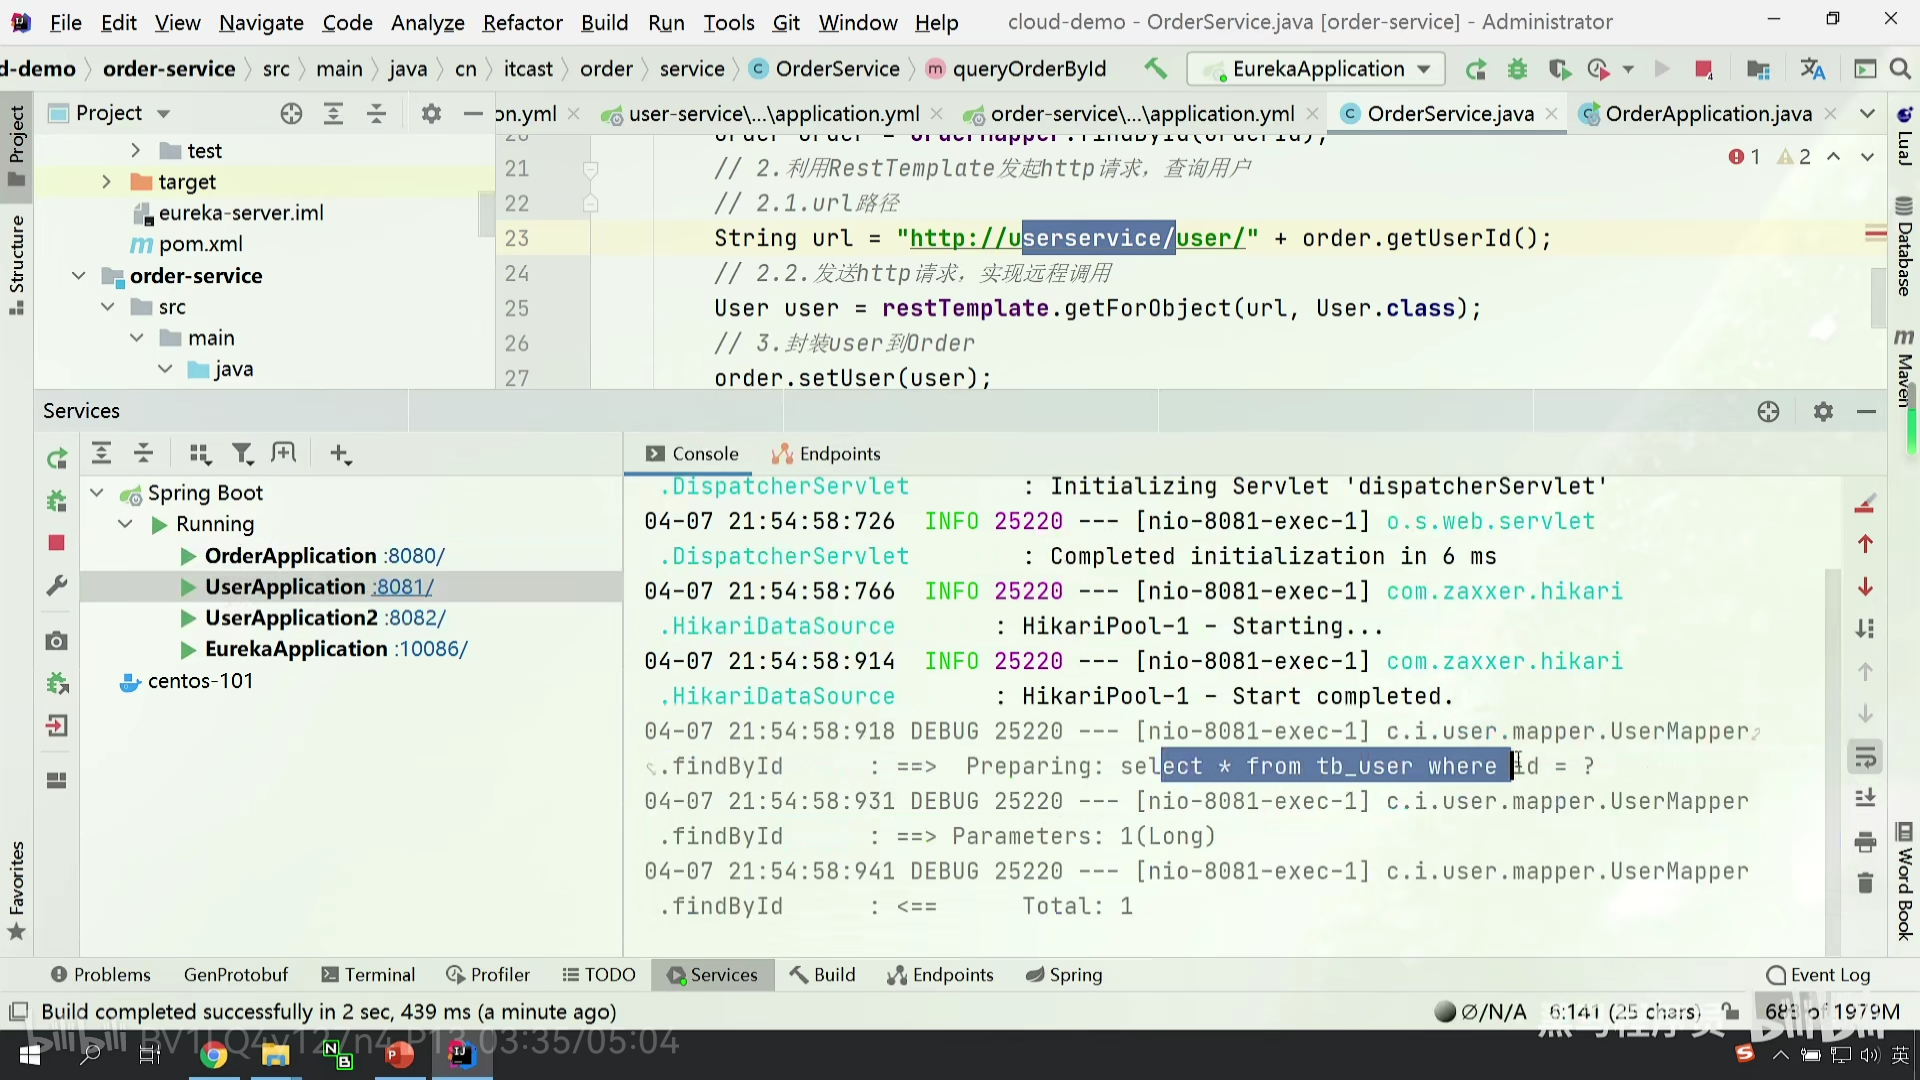 File Edit View Navigate Code Analyze Refactor Build Run Tools Git Window Help cloud-demo - OrderService.java [order-service] - Administrator
d-demo order-service src main java cn itcast order service OrderService queryOrderById EurekaApplication
Project
on.yml user-service\...\application.yml order-service\...\application.yml OrderService.java OrderApplication.java
test
target
eureka-server.iml
pom.xml
order-service
src
main
java
20 Order order = orderMapper.findById(orderId);
21 // 2.利用RestTemplate发起http请求，查询用户
22 // 2.1.url路径
23 String url = "http://userservice/user/" + order.getUserId();
24 // 2.2.发送http请求，实现远程调用
25 User user = restTemplate.getForObject(url, User.class);
26 // 3.封装user到Order
27 order.setUser(user);
1 2
Project
Structure
Favorites
Lual
Database
Maven
Word Book
Services
Spring Boot
Running
OrderApplication :8080/
UserApplication :8081/
UserApplication2 :8082/
EurekaApplication :10086/
centos-101
Console Endpoints
.DispatcherServlet : Initializing Servlet 'dispatcherServlet'
04-07 21:54:58:726 INFO 25220 --- [nio-8081-exec-1] o.s.web.servlet
.DispatcherServlet : Completed initialization in 6 ms
04-07 21:54:58:766 INFO 25220 --- [nio-8081-exec-1] com.zaxxer.hikari
.HikariDataSource : HikariPool-1 - Starting...
04-07 21:54:58:914 INFO 25220 --- [nio-8081-exec-1] com.zaxxer.hikari
.HikariDataSource : HikariPool-1 - Start completed.
04-07 21:54:58:918 DEBUG 25220 --- [nio-8081-exec-1] c.i.user.mapper.UserMapper
.findById : ==> Preparing: select * from tb_user where id = ?
04-07 21:54:58:931 DEBUG 25220 --- [nio-8081-exec-1] c.i.user.mapper.UserMapper
.findById : ==> Parameters: 1(Long)
04-07 21:54:58:941 DEBUG 25220 --- [nio-8081-exec-1] c.i.user.mapper.UserMapper
.findById : <== Total: 1
Problems GenProtobuf Terminal Profiler TODO Services Build Endpoints Spring Event Log
Build completed successfully in 2 sec, 439 ms (a minute ago) Ø/N/A 6:141 (25 chars) 683 of 1979M
bilibili P13 03:35/05:04
黑马程序员 bilibili
英